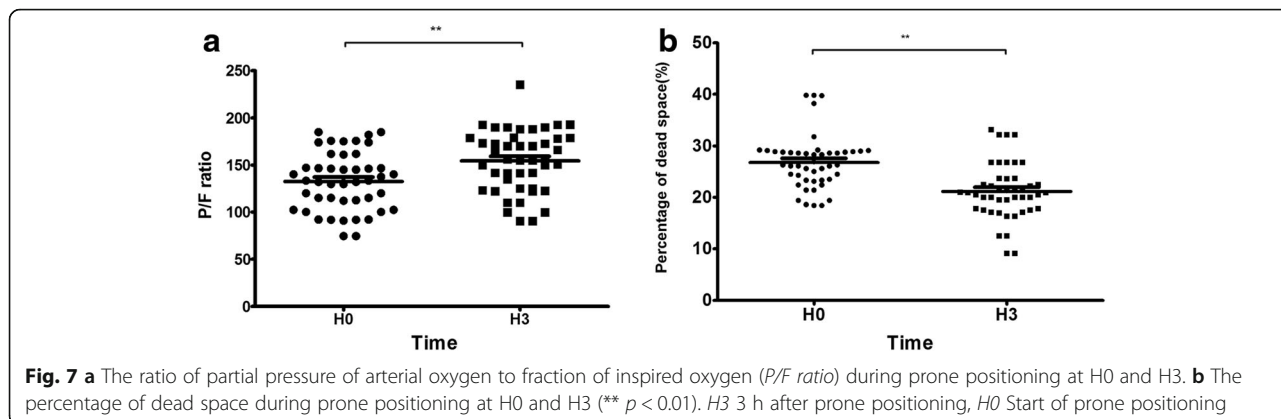 a
**
250
200
150
100
50
0
P/F ratio
H0
H3
Time
b
**
50
40
30
20
10
0
Percentage of dead space(%)
H0
H3
Time
Fig. 7 a The ratio of partial pressure of arterial oxygen to fraction of inspired oxygen (P/F ratio) during prone positioning at H0 and H3. b The
percentage of dead space during prone positioning at H0 and H3 (** p < 0.01). H3 3 h after prone positioning, H0 Start of prone positioning